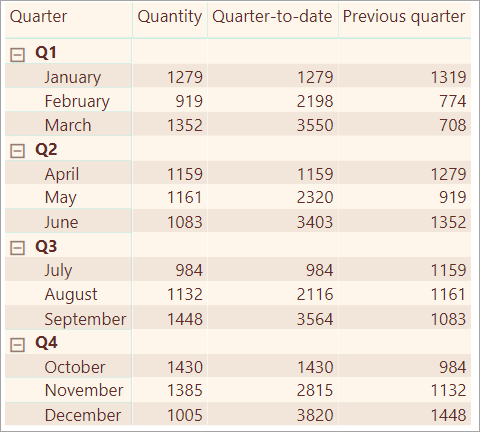 Quarter Quantity Quarter-to-date Previous quarter
Q1
January 1279 1279 1319
February 919 2198 774
March 1352 3550 708
Q2
April 1159 1159 1279
May 1161 2320 919
June 1083 3403 1352
Q3
July 984 984 1159
August 1132 2116 1161
September 1448 3564 1083
Q4
October 1430 1430 984
November 1385 2815 1132
December 1005 3820 1448